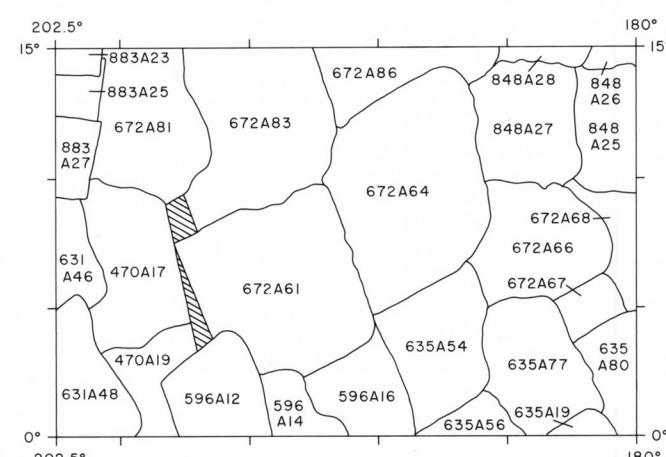 202.5°
180°
15°
15°
883A23
672A86
848A28
883A25
848
A26
672A81
672A83
848A27
848
A25
883
A27
672A64
672A68
672A66
631
A46
470A17
672A61
672A67
635A54
470A19
635A77
635
A80
631A48
596A12
596
A14
596A16
635A19
635A56
0°
0°
202.5°
180°